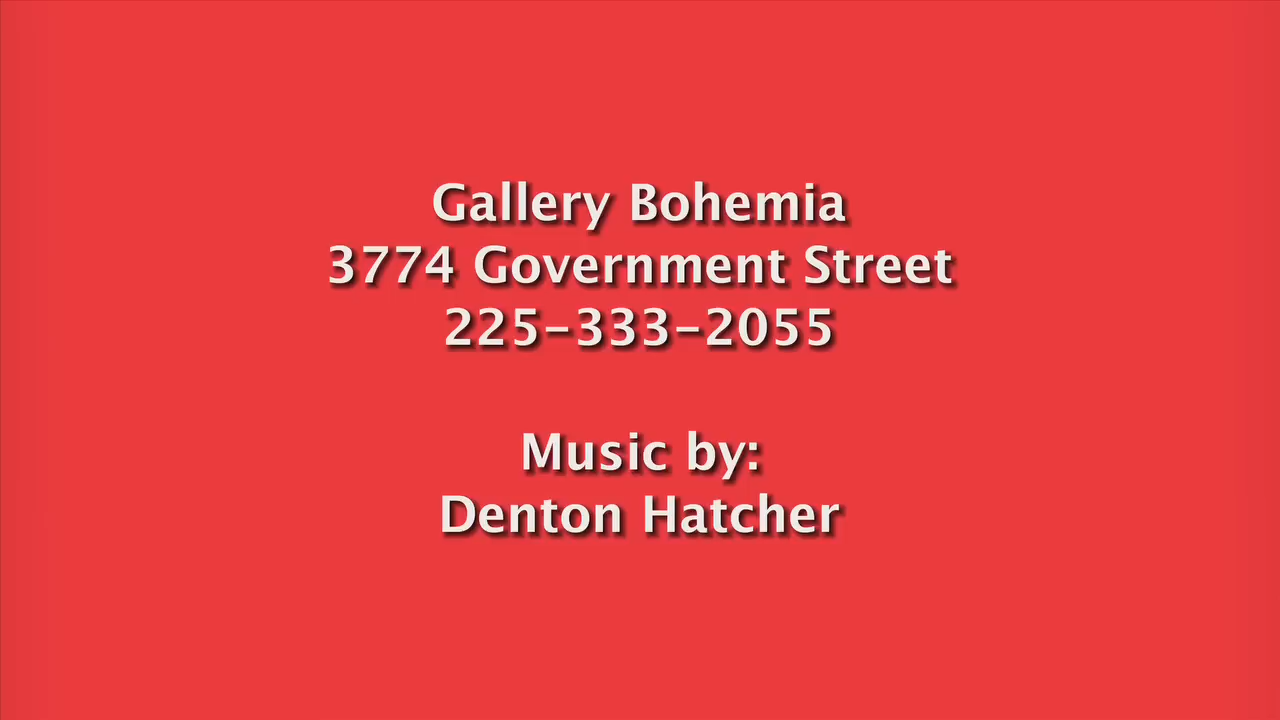 Gallery Bohemia
3774 Government Street
225-333-2055
Music by:
Denton Hatcher